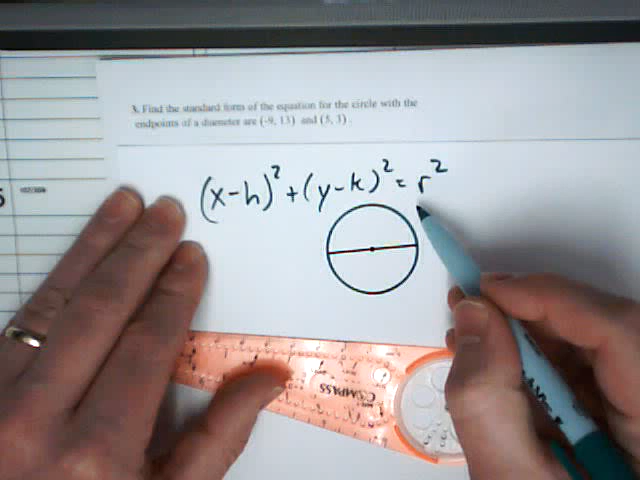 3. Find the standard form of the equation for the circle with the
endpoints of a diameter are (-9, 13) and (5, 3) .
(x-h)² + (y-k)² = r²
COMPASS